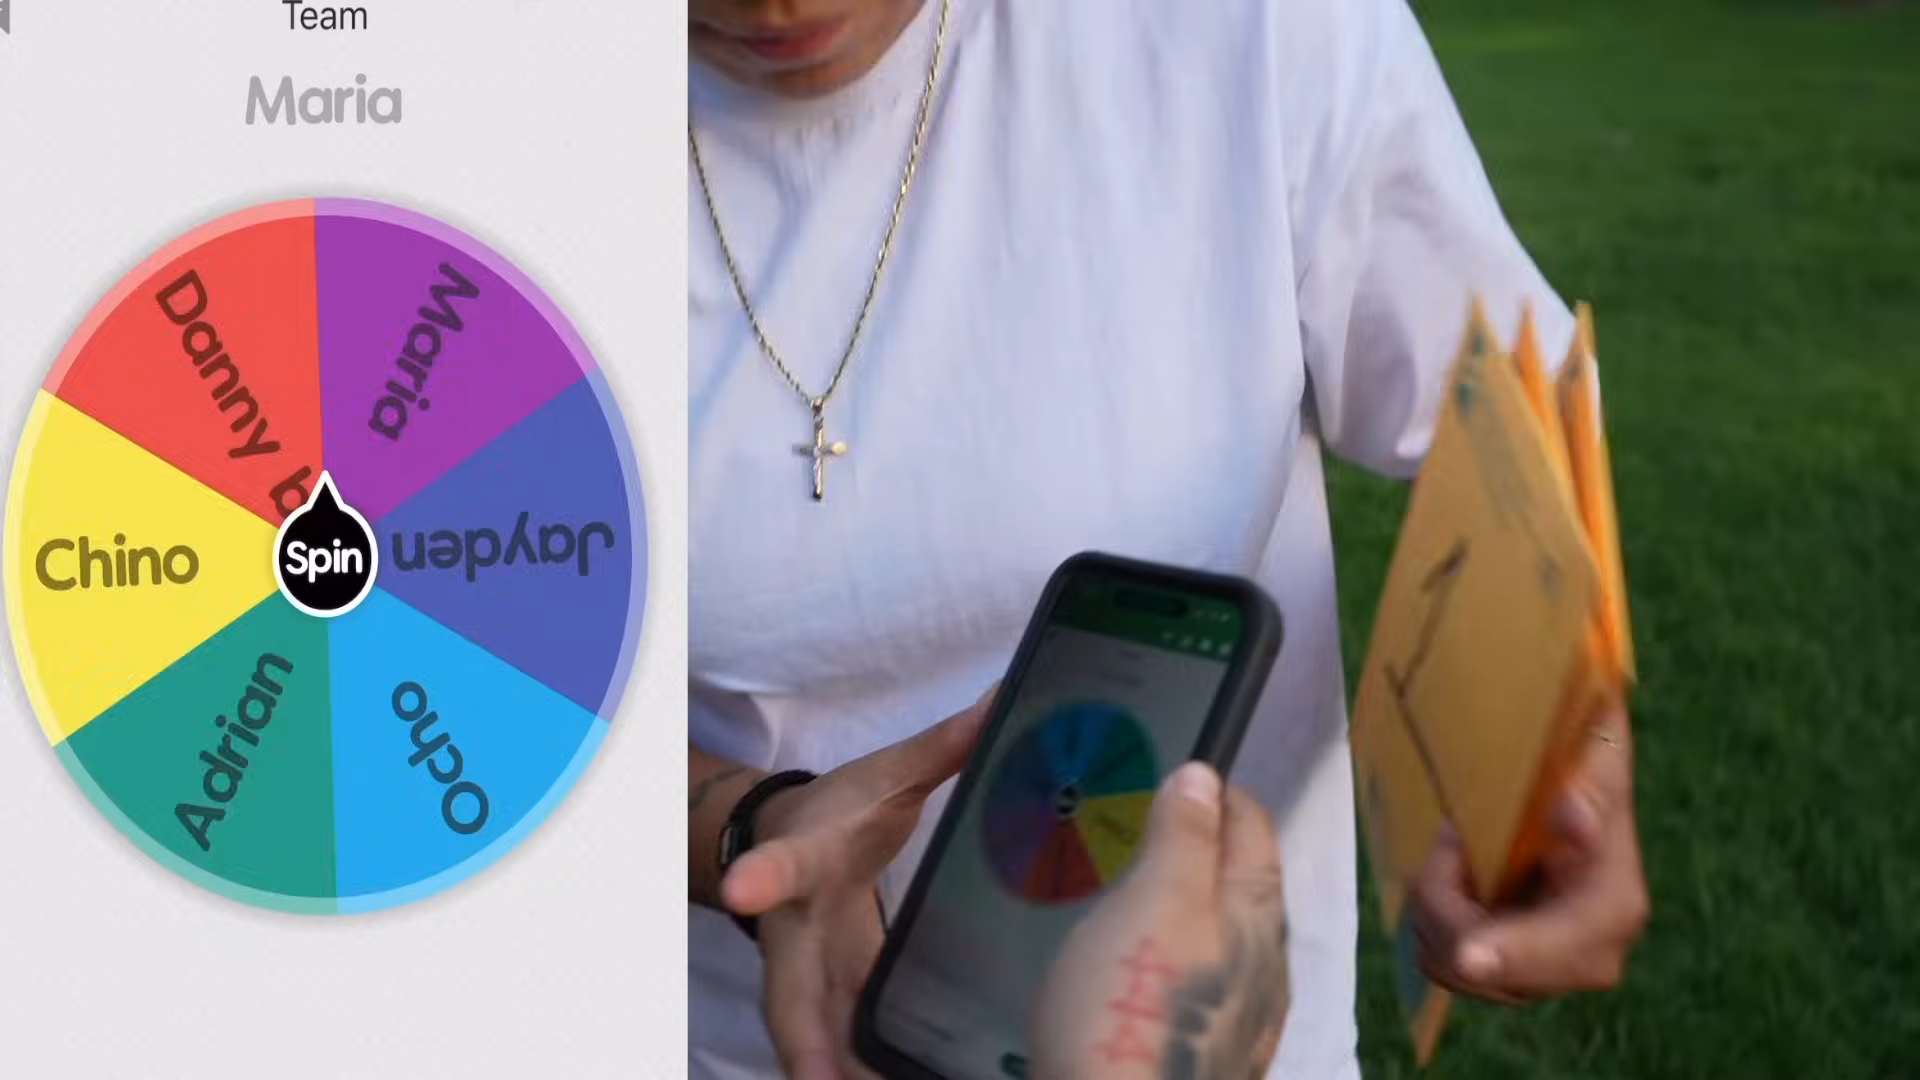 Team
Maria
Danny b
Maria
Chino
Spin
Jayden
Adrian
Ocho